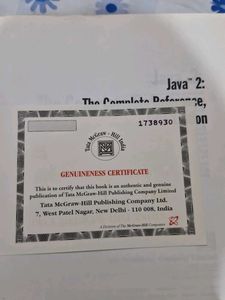 Java™ 2:
The Complete Reference,
on
1738930
Tata McGraw - Hill India
GENUINENESS CERTIFICATE
This is to certify that this book is an authentic and genuine
publication of Tata McGraw-Hill Publishing Company Limited
Tata McGraw-Hill Publishing Company Ltd.
7, West Patel Nagar, New Delhi - 110 008, India
A Division of The McGraw-Hill Companies